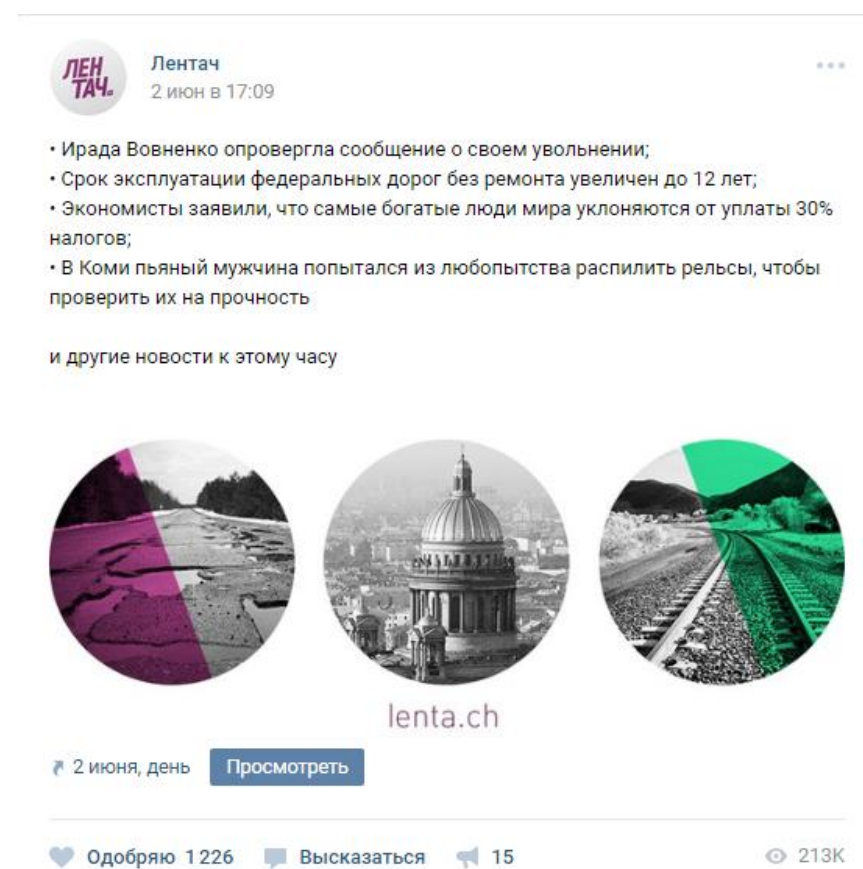 ЛЕН
ТАЧ.
Лентач
2 июн в 17:09
• Ирада Вовненко опровергла сообщение о своем увольнении;
• Срок эксплуатации федеральных дорог без ремонта увеличен до 12 лет;
• Экономисты заявили, что самые богатые люди мира уклоняются от уплаты 30%
налогов;
• В Коми пьяный мужчина попытался из любопытства распилить рельсы, чтобы
проверить их на прочность
и другие новости к этому часу
lenta.ch
2 июня, день Просмотреть
Одобряю 1 226 Высказаться 15 213K